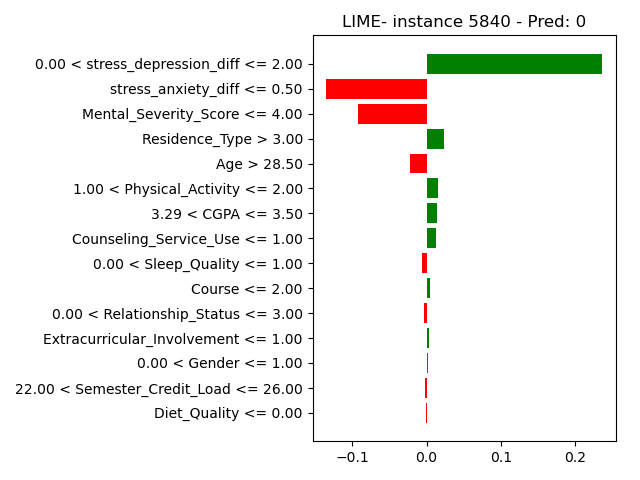 LIME- instance 5840 - Pred: 0
0.00 < stress_depression_diff <= 2.00
stress_anxiety_diff <= 0.50
Mental_Severity_Score <= 4.00
Residence_Type > 3.00
Age > 28.50
1.00 < Physical_Activity <= 2.00
3.29 < CGPA <= 3.50
Counseling_Service_Use <= 1.00
0.00 < Sleep_Quality <= 1.00
Course <= 2.00
0.00 < Relationship_Status <= 3.00
Extracurricular_Involvement <= 1.00
0.00 < Gender <= 1.00
22.00 < Semester_Credit_Load <= 26.00
Diet_Quality <= 0.00
−0.1 0.0 0.1 0.2